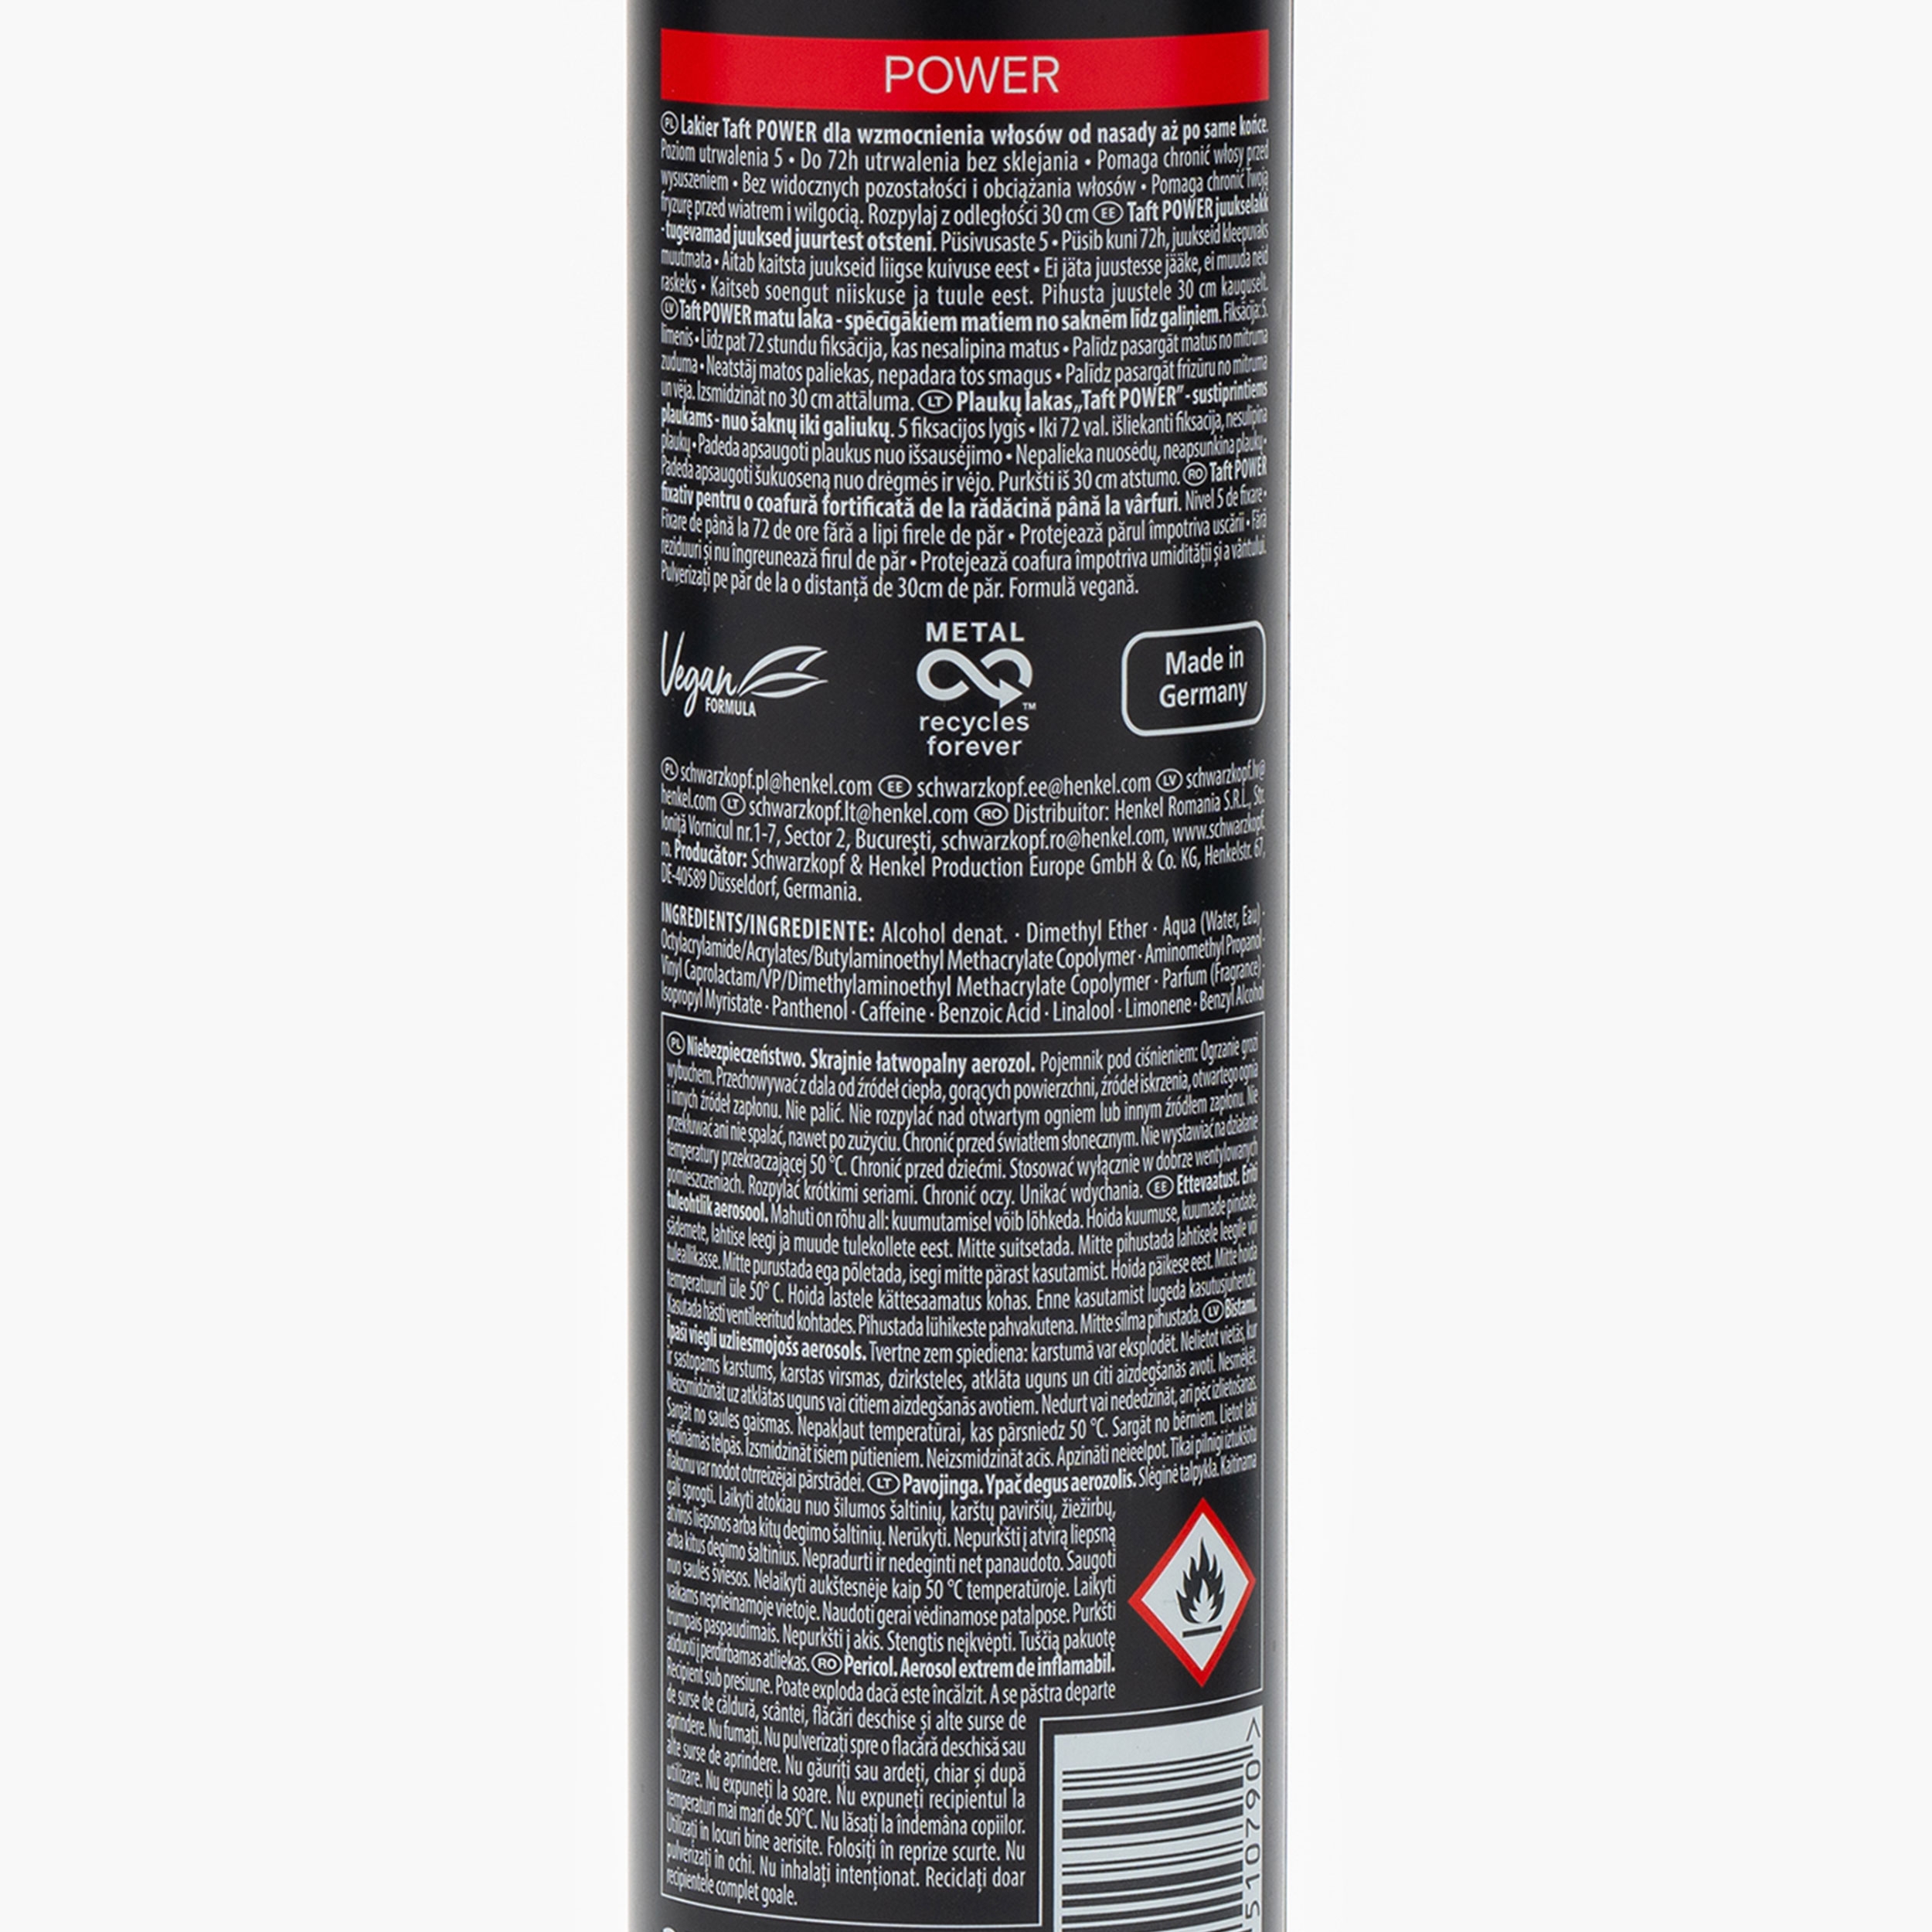 POWER
PL Lakier Taft POWER dla wzmocnienia włosów od nasady aż po same końce.
Poziom utrwalenia 5 • Do 72h utrwalenia bez sklejania • Pomaga chronić włosy przed
wysuszeniem • Bez widocznych pozostałości i obciążania włosów • Pomaga chronić Twoją
fryzurę przed wiatrem i wilgocią. Rozpylaj z odległości 30 cm EE Taft POWER juukselakk
- tugevamad juuksed juurtest otsteni. Püsivusaste 5 • Püsib kuni 72h, juukseid kleepuvaks
muutmata • Aitab kaitsta juukseid liigse kuivuse eest • Ei jäta juustesse jääke, ei muuda neid
raskeks • Kaitseb soengut niiskuse ja tuule eest. Pihusta juustele 30 cm kauguselt.
LV Taft POWER matu laka - spēcīgākiem matiem no saknēm līdz galiņiem. Fiksācija: 5.
līmenis • Līdz pat 72 stundu fiksācija, kas nesalipina matus • Palīdz pasargāt matus no mitruma
zuduma • Neatstāj matos paliekas, nepadara tos smagus • Palīdz pasargāt frizūru no mitruma
un vēja. Izsmidzināt no 30 cm attāluma. LT Plaukų lakas „Taft POWER” - sustiprintiems
plaukams - nuo šaknų iki galiukų. 5 fiksacijos lygis • Iki 72 val. išliekanti fiksacija, nesulipina
plaukų • Padeda apsaugoti plaukus nuo išsausėjimo • Nepalieka nuosėdų, neapsunkina plaukų •
Padeda apsaugoti šukuoseną nuo drėgmės ir vėjo. Purkšti iš 30 cm atstumo. RO Taft POWER
fixativ pentru o coafură fortificată de la rădăcină până la vârfuri. Nivel 5 de fixare •
Fixare de până la 72 de ore fără a lipi firele de păr • Protejează părul împotriva uscării • Fără
reziduuri și nu îngreunează firul de păr • Protejează coafura împotriva umidității și a vântului.
Pulverizați pe păr de la o distanță de 30cm de păr. Formulă vegană.
Vegan
FORMULA
METAL
recycles
forever
TM
Made in
Germany
PL schwarzkopf.pl@henkel.com EE schwarzkopf.ee@henkel.com LV schwarzkopf.lv@
henkel.com LT schwarzkopf.lt@henkel.com RO Distribuitor: Henkel Romania S.R.L., Str.
Ioniță Vornicul nr.1-7, Sector 2, București, schwarzkopf.ro@henkel.com, www.schwarzkopf.
ro. Producător: Schwarzkopf & Henkel Production Europe GmbH & Co. KG, Henkelstr. 67,
DE-40589 Düsseldorf, Germania.
INGREDIENTS/INGREDIENTE: Alcohol denat. · Dimethyl Ether · Aqua (Water, Eau) ·
Octylacrylamide/Acrylates/Butylaminoethyl Methacrylate Copolymer · Aminomethyl Propanol ·
Vinyl Caprolactam/VP/Dimethylaminoethyl Methacrylate Copolymer · Parfum (Fragrance) ·
Isopropyl Myristate · Panthenol · Caffeine · Benzoic Acid · Linalool · Limonene · Benzyl Alcohol
PL Niebezpieczeństwo. Skrajnie łatwopalny aerozol. Pojemnik pod ciśnieniem: Ogrzanie grozi
wybuchem. Przechowywać z dala od źródeł ciepła, gorących powierzchni, źródeł iskrzenia, otwartego ognia
i innych źródeł zapłonu. Nie palić. Nie rozpylać nad otwartym ogniem lub innym źródłem zapłonu. Nie
przekłuwać ani nie spalać, nawet po zużyciu. Chronić przed światłem słonecznym. Nie wystawiać na działanie
temperatury przekraczającej 50 °C. Chronić przed dziećmi. Stosować wyłącznie w dobrze wentylowanych
pomieszczeniach. Rozpylać krótkimi seriami. Chronić oczy. Unikać wdychania. EE Ettevaatust. Eriti
tuleohtlik aerosool. Mahuti on rõhu all: kuumutamisel võib lõhkeda. Hoida kuumuse, kuumade pindade,
sädemete, lahtise leegi ja muude tulekollete eest. Mitte suitsetada. Mitte pihustada lahtisele leegile või
tuleallikasse. Mitte purustada ega põletada, isegi mitte pärast kasutamist. Hoida päikese eest. Mitte hoida
temperatuuril üle 50° C. Hoida lastele kättesaamatus kohas. Enne kasutamist lugeda kasutusjuhendit.
Kasutada hästi ventileeritud kohtades. Pihustada lühikeste pahvakutena. Mitte silma pihustada. LV Bīstami.
Īpaši viegli uzliesmojošs aerosols. Tvertne zem spiediena: karstumā var eksplodēt. Nelietot vietās, kur
ir sastopams karstums, karstas virsmas, dzirksteles, atklāta uguns un citi aizdegšanās avoti. Nesmēķēt.
Neizsmidzināt uz atklātas uguns vai citiem aizdegšanās avotiem. Nedurt vai nededzināt, arī pēc izlietošanas.
Sargāt no saules gaismas. Nepakļaut temperatūrai, kas pārsniedz 50 °C. Sargāt no bērniem. Lietot labi
vēdināmās telpās. Izsmidzināt īsiem pūtieniem. Neizsmidzināt acīs. Apzināti neieelpot. Tikai pilnīgi iztukšotu
flakonu var nodot otrreizējai pārstrādei. LT Pavojinga. Ypač degus aerozolis. Slėginė talpykla. Kaitinama
gali sprogti. Laikyti atokiau nuo šilumos šaltinių, karštų paviršių, žiežirbų,
atviros liepsnos arba kitų degimo šaltinių. Nerūkyti. Nepurkšti į atvirą liepsną
arba kitus degimo šaltinius. Nepradurti ir nedeginti net panaudoto. Saugoti
nuo saulės šviesos. Nelaikyti aukštesnėje kaip 50 °C temperatūroje. Laikyti
vaikams neprieinamoje vietoje. Naudoti gerai vėdinamose patalpose. Purkšti
trumpais paspaudimais. Nepurkšti į akis. Stengtis neįkvėpti. Tuščią pakuotę
atiduoti į perdirbamas atliekas. RO Pericol. Aerosol extrem de inflamabil.
Recipient sub presiune. Poate exploda dacă este încălzit. A se păstra departe
de surse de căldură, scântei, flăcări deschise și alte surse de
aprindere. Nu fumați. Nu pulverizați spre o flacără deschisă sau
alte surse de aprindere. Nu găuriți sau ardeți, chiar și după
utilizare. Nu expuneți la soare. Nu expuneți recipientul la
temperaturi mai mari de 50°C. Nu lăsați la îndemâna copiilor.
Utilizați în locuri bine aerisite. Folosiți în reprize scurte. Nu
pulverizați în ochi. Nu inhalați intenționat. Reciclați doar
recipientele complet goale.
510790>